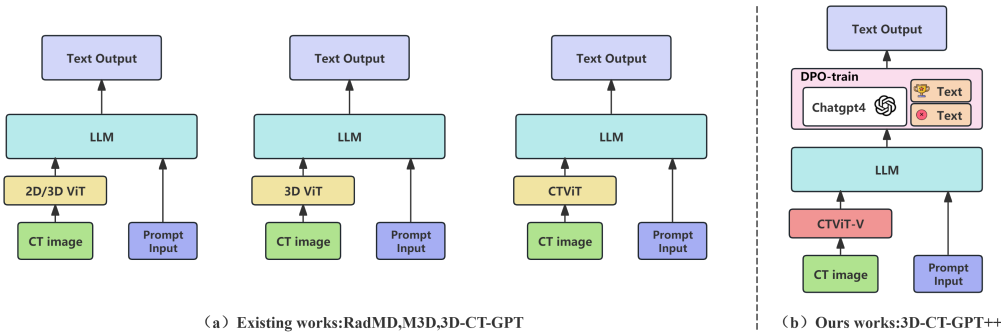 Text Output
LLM
2D/3D ViT
CT image
Prompt
Input
Text Output
LLM
3D ViT
CT image
Prompt
Input
Text Output
LLM
CTViT
CT image
Prompt
Input
(a) Existing works:RadMD,M3D,3D-CT-GPT
Text Output
DPO-train
Chatgpt4
Text
Text
LLM
CTViT-V
CT image
Prompt
Input
(b) Ours works:3D-CT-GPT++